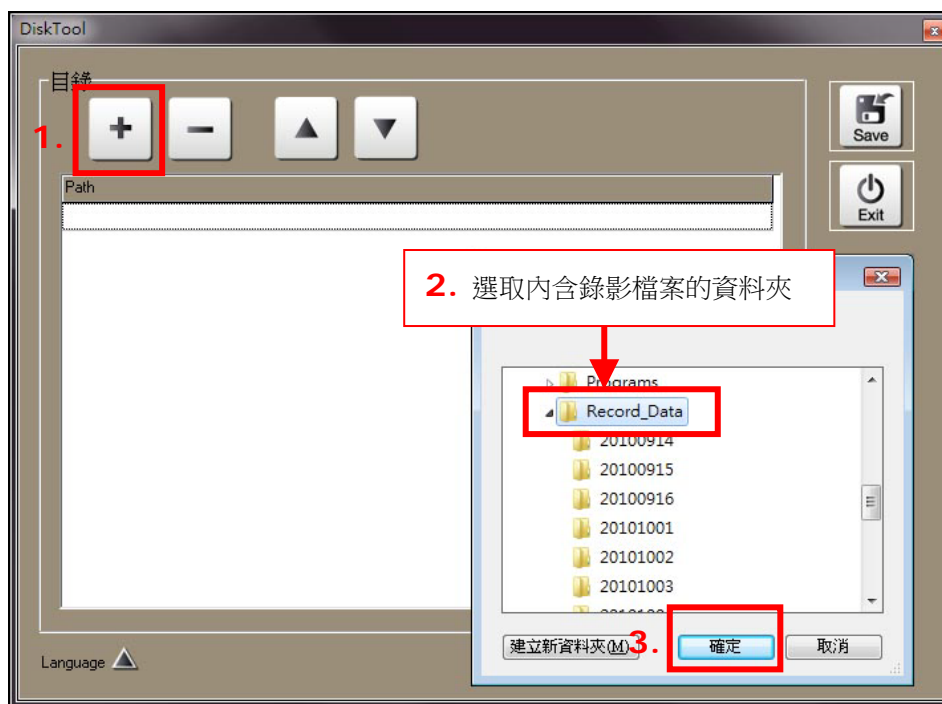 DiskTool
目錄
1.
Save
Path
Exit
2. 選取內含錄影檔案的資料夾
Programs
Record_Data
20100914
20100915
20100916
20101001
20101002
20101003
建立新資料夾(M)
3.
確定
取消
Language